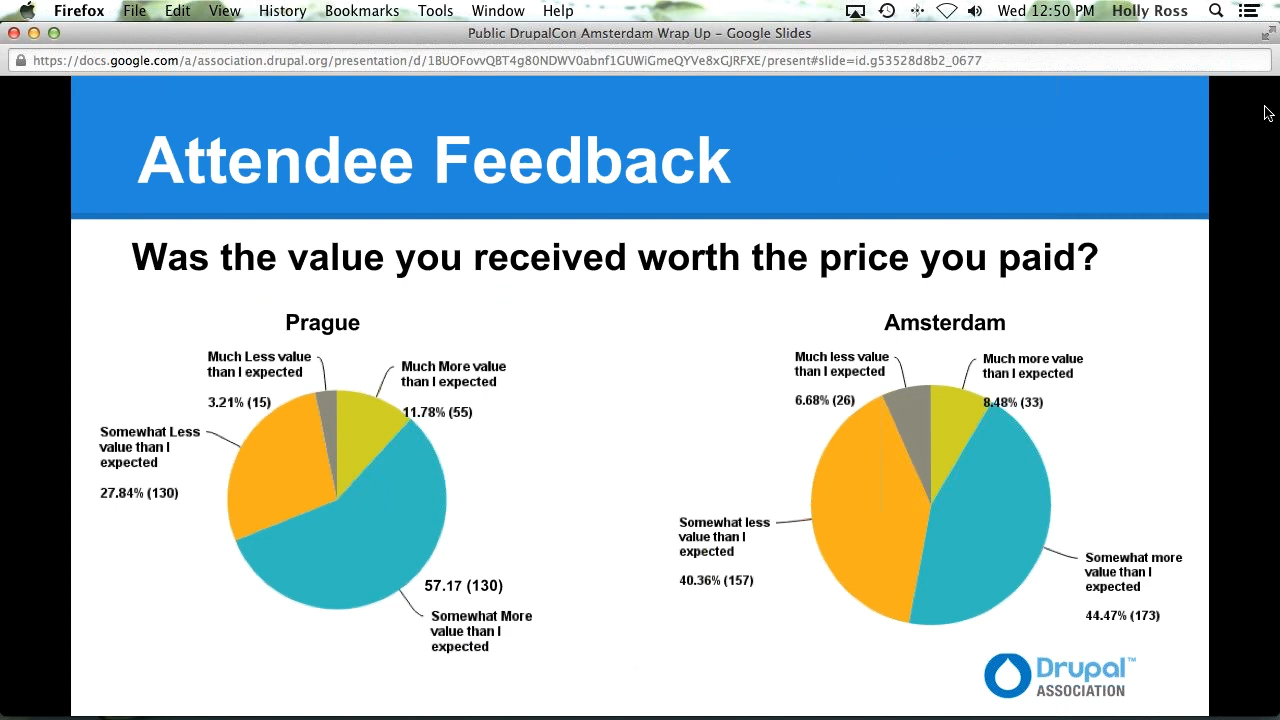 Firefox File Edit View History Bookmarks Tools Window Help Wed 12:50 PM Holly Ross
Public DrupalCon Amsterdam Wrap Up – Google Slides
https://docs.google.com/a/association.drupal.org/presentation/d/1BUOFovvQBT4g80NDWV0abnf1GUWiGmeQYVe8xGJRFXE/present#slide=id.g53528d8b2_0677
Attendee Feedback
Was the value you received worth the price you paid?
Prague
Much Less value
than I expected
3.21% (15)
Much More value
than I expected
11.78% (55)
Somewhat Less
value than I
expected
27.84% (130)
57.17 (130)
Somewhat More
value than I
expected
Amsterdam
Much less value
than I expected
6.68% (26)
Much more value
than I expected
8.48% (33)
Somewhat less
value than I
expected
40.36% (157)
Somewhat more
value than I
expected
44.47% (173)
Drupal™
ASSOCIATION